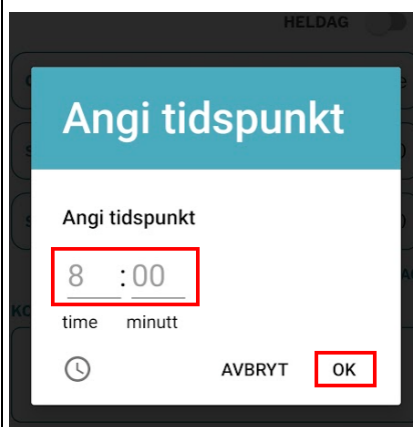 HELDAG
Angi tidspunkt
Angi tidspunkt
8 : 00
time minutt
AVBRYT OK